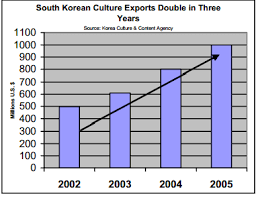 South Korean Culture Exports Double in Three
Years
Source: Korea Culture & Content Agency
Millions U.S. $
1100
1000
900
800
700
600
500
400
300
200
100
0
2002 2003 2004 2005